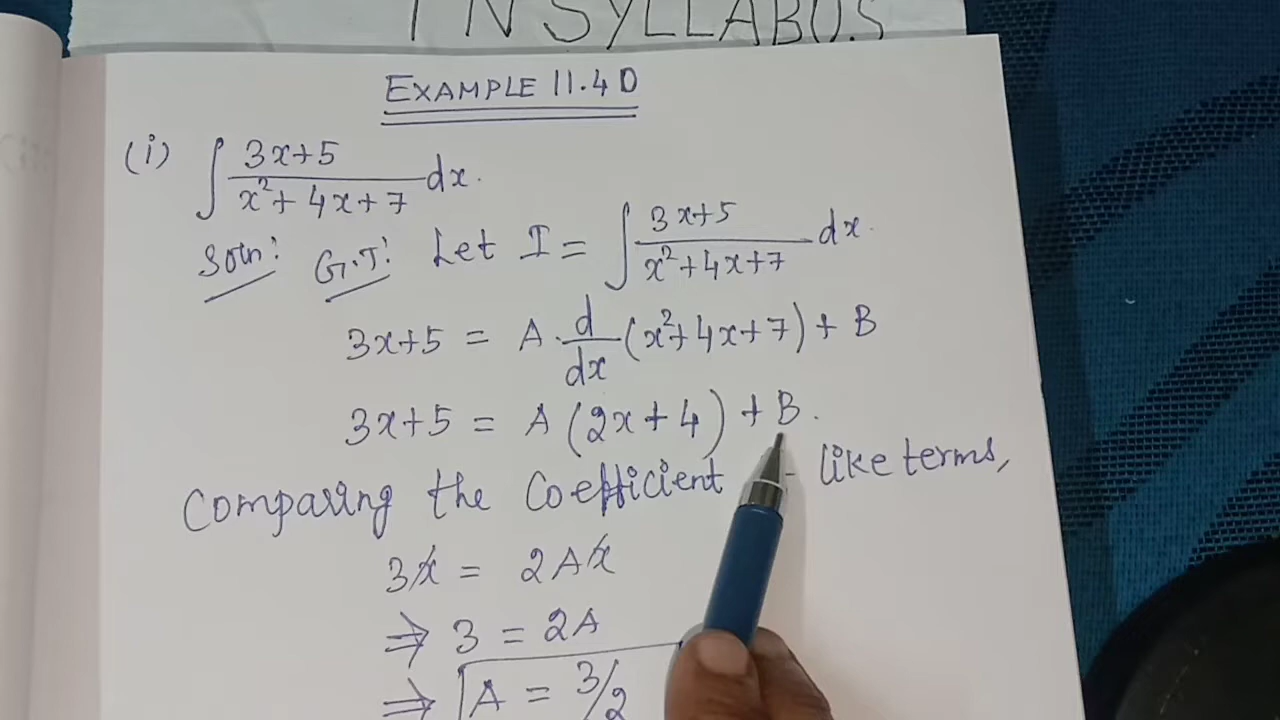 TN SYLLABUS
EXAMPLE 11.40
(i) ∫ 3x+5 / x²+4x+7 dx.
Soln: G.T: Let I = ∫ 3x+5 / x²+4x+7 dx.
3x+5 = A. d/dx (x²+4x+7) + B
3x+5 = A (2x+4) + B.
Comparing the Coefficient like terms,
3x = 2Ax
⇒ 3 = 2A
⇒ A = 3/2